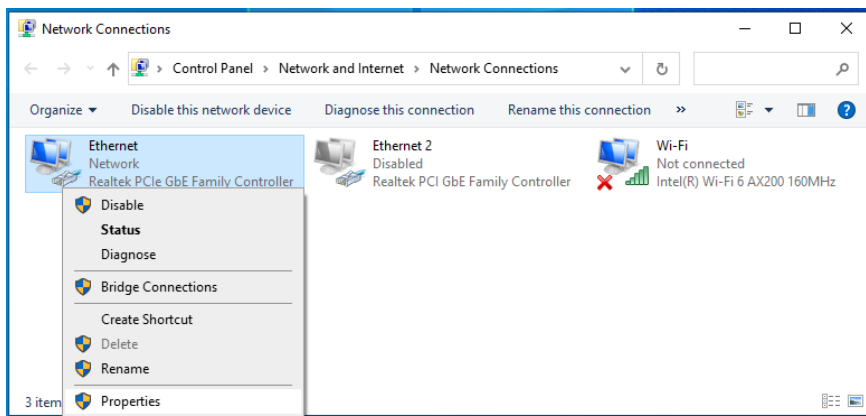 Network Connections
Control Panel > Network and Internet > Network Connections
Organize Disable this network device Diagnose this connection Rename this connection »
Ethernet
Network
Realtek PCIe GbE Family Controller
Ethernet 2
Disabled
Realtek PCI GbE Family Controller
Wi-Fi
Not connected
Intel(R) Wi-Fi 6 AX200 160MHz
Disable
Status
Diagnose
Bridge Connections
Create Shortcut
Delete
Rename
Properties
3 item